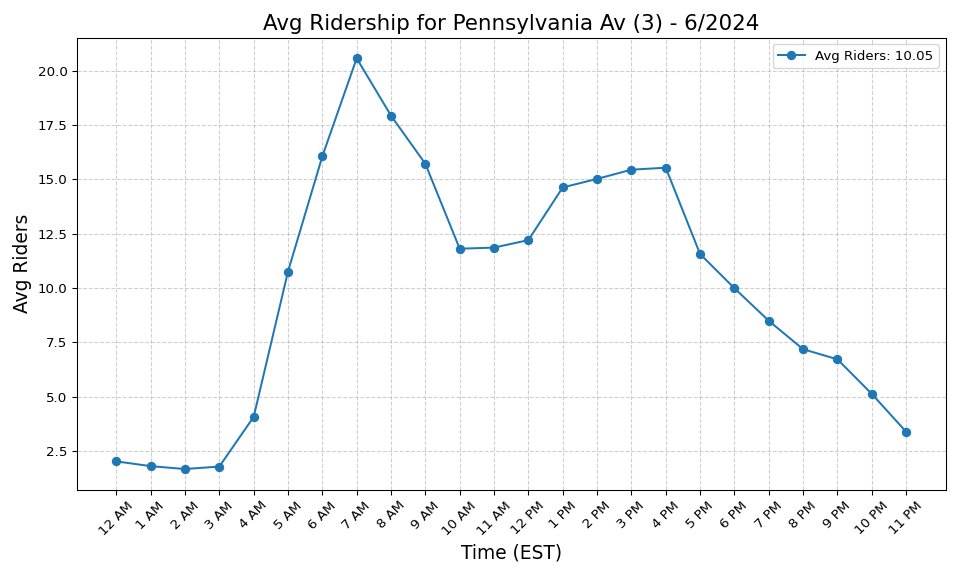 Avg Ridership for Pennsylvania Av (3) - 6/2024
Avg Riders: 10.05
Avg Riders
20.0
17.5
15.0
12.5
10.0
7.5
5.0
2.5
12 AM
1 AM
2 AM
3 AM
4 AM
5 AM
6 AM
7 AM
8 AM
9 AM
10 AM
11 AM
12 PM
1 PM
2 PM
3 PM
4 PM
5 PM
6 PM
7 PM
8 PM
9 PM
10 PM
11 PM
Time (EST)